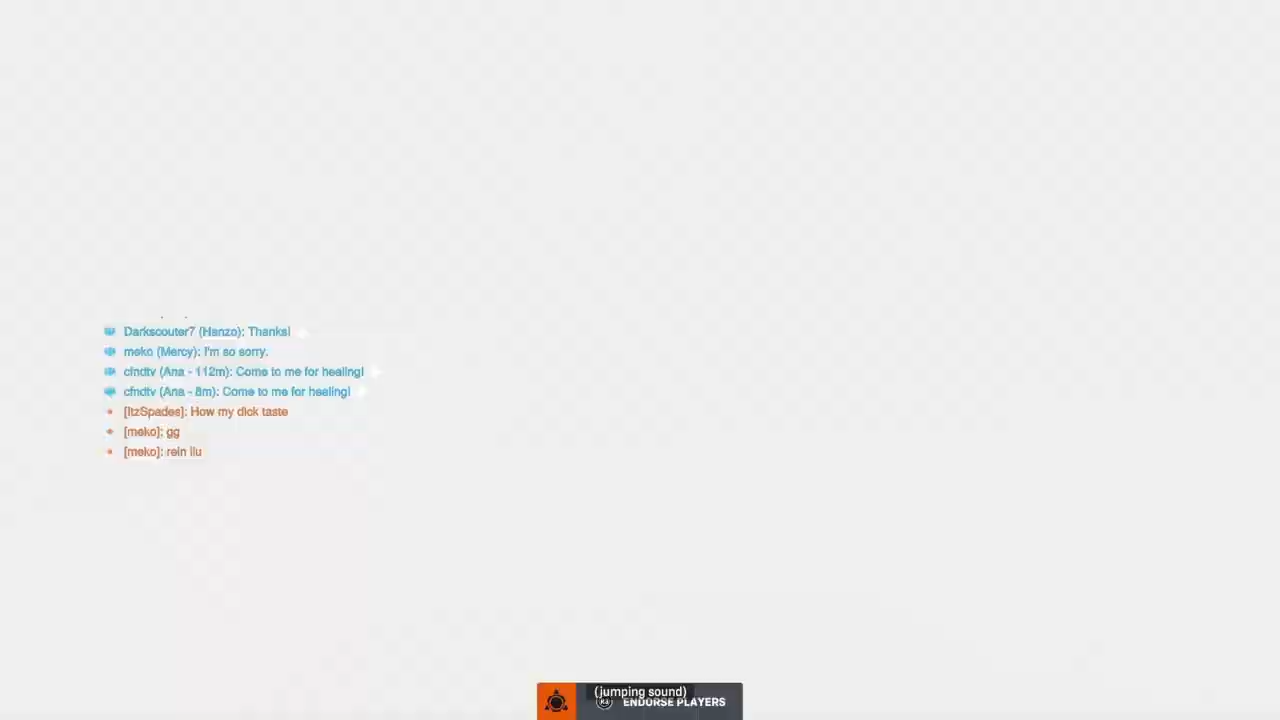 Darkscouter7 (Hanzo): Thanks!
meko (Mercy): I'm so sorry.
cfndtv (Ana - 112m): Come to me for healing!
cfndtv (Ana - 8m): Come to me for healing!
[ItzSpades]: How my dick taste
[meko]: gg
[meko]: rein ilu
(jumping sound)
R3 ENDORSE PLAYERS